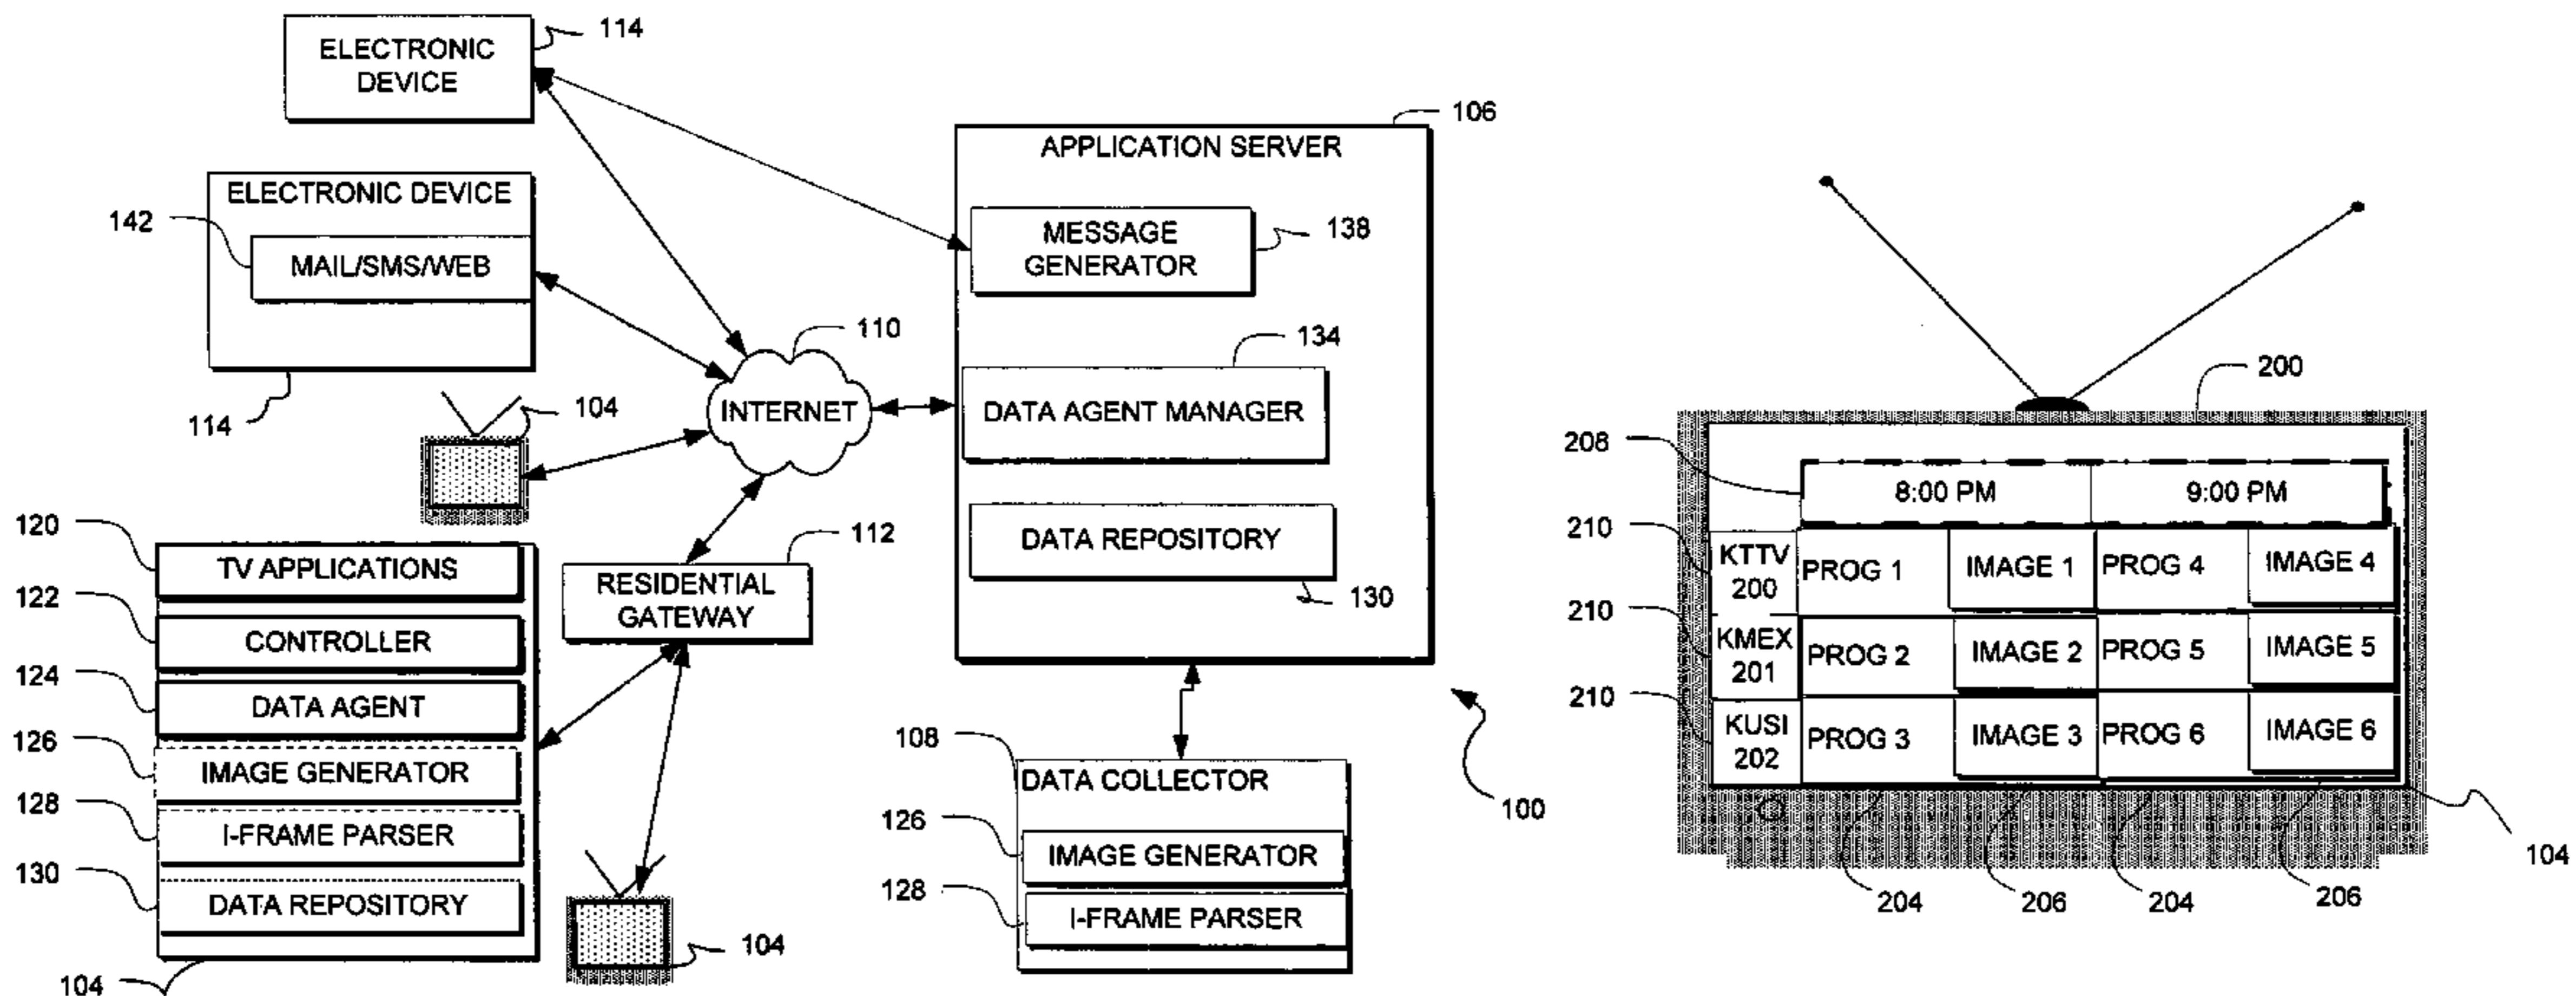 ELECTRONIC
DEVICE
114
ELECTRONIC DEVICE
142
MAIL/SMS/WEB
114
104
110
INTERNET
120
TV APPLICATIONS
122
CONTROLLER
124
DATA AGENT
126
IMAGE GENERATOR
128
I-FRAME PARSER
130
DATA REPOSITORY
104
112
RESIDENTIAL
GATEWAY
104
106
APPLICATION SERVER
MESSAGE
GENERATOR
138
134
DATA AGENT MANAGER
DATA REPOSITORY
130
108
DATA COLLECTOR
126
IMAGE GENERATOR
128
I-FRAME PARSER
100
200
208
8:00 PM 9:00 PM
210
KTTV
200
PROG 1 IMAGE 1 PROG 4 IMAGE 4
210
KMEX
201
PROG 2 IMAGE 2 PROG 5 IMAGE 5
210
KUSI
202
PROG 3 IMAGE 3 PROG 6 IMAGE 6
204 206 204 206
104